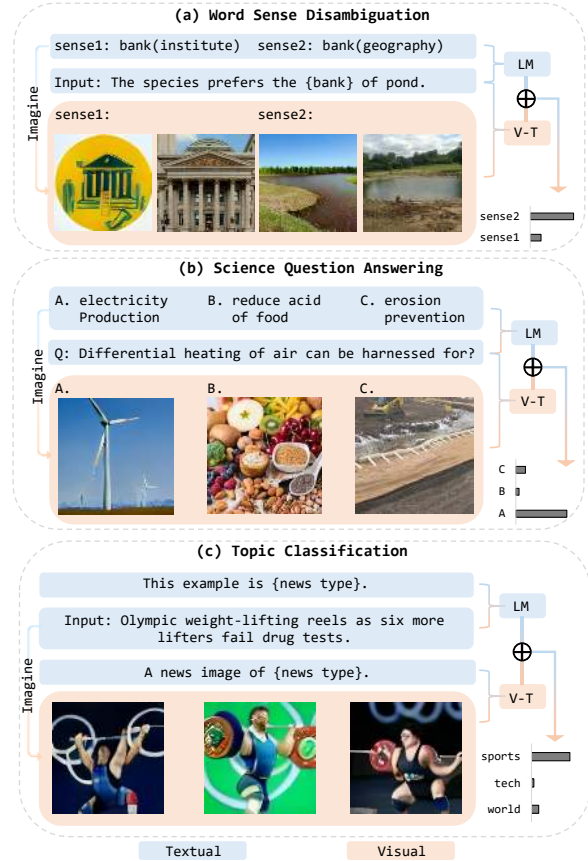 (a) Word Sense Disambiguation
sense1: bank(institute) sense2: bank(geography)
Input: The species prefers the {bank} of pond.
Imagine
sense1: sense2:
LM
V-T
sense2
sense1
(b) Science Question Answering
A. electricity Production
B. reduce acid of food
C. erosion prevention
Q: Differential heating of air can be harnessed for?
Imagine
A. B. C.
LM
V-T
C
B
A
(c) Topic Classification
This example is {news type}.
Input: Olympic weight-lifting reels as six more
lifters fail drug tests.
A news image of {news type}.
Imagine
LM
V-T
sports
tech
world
Textual Visual